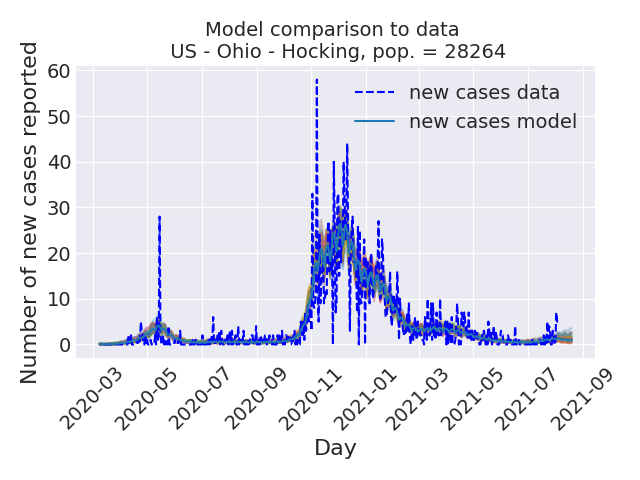 Model comparison to data
US - Ohio - Hocking, pop. = 28264
Number of new cases reported
60
50
40
30
20
10
0
new cases data
new cases model
2020-03
2020-05
2020-07
2020-09
2020-11
2021-01
2021-03
2021-05
2021-07
2021-09
Day